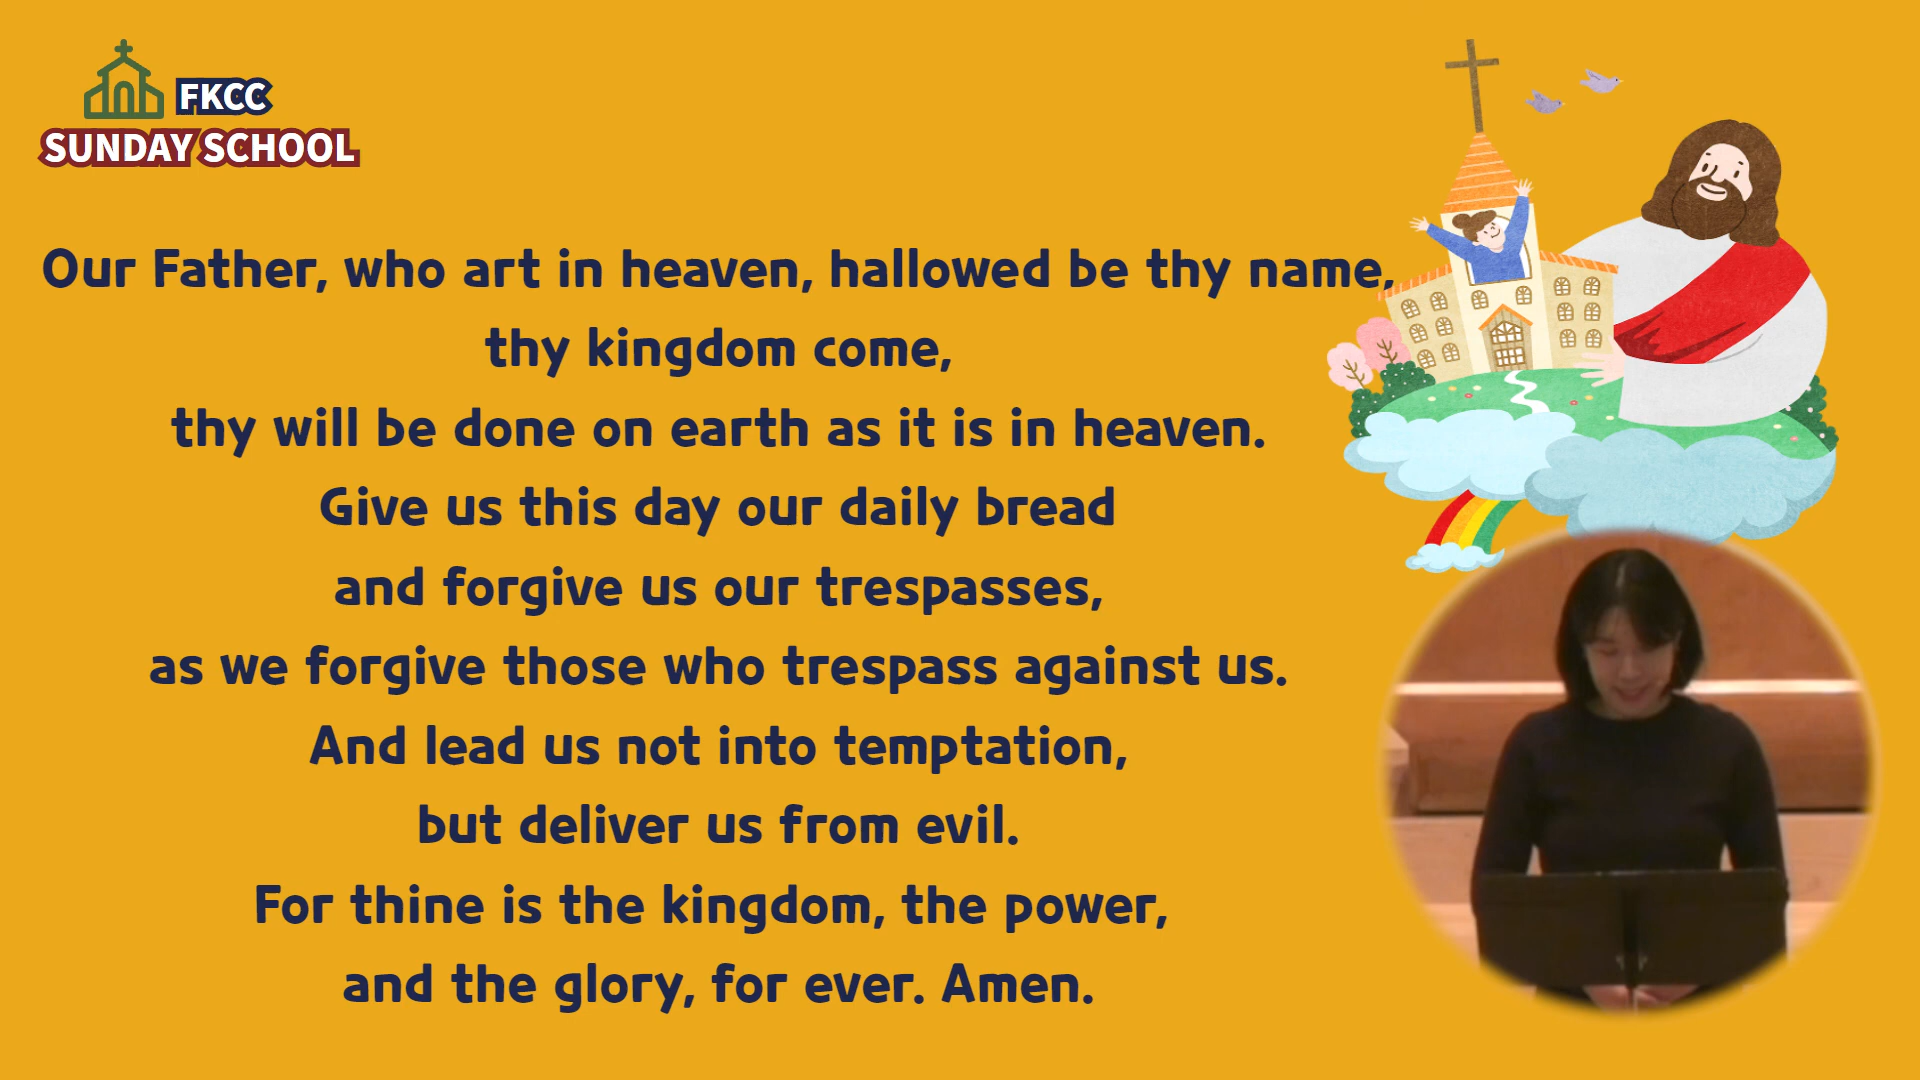 FKCC
SUNDAY SCHOOL
Our Father, who art in heaven, hallowed be thy name,
thy kingdom come,
thy will be done on earth as it is in heaven.
Give us this day our daily bread
and forgive us our trespasses,
as we forgive those who trespass against us.
And lead us not into temptation,
but deliver us from evil.
For thine is the kingdom, the power,
and the glory, for ever. Amen.